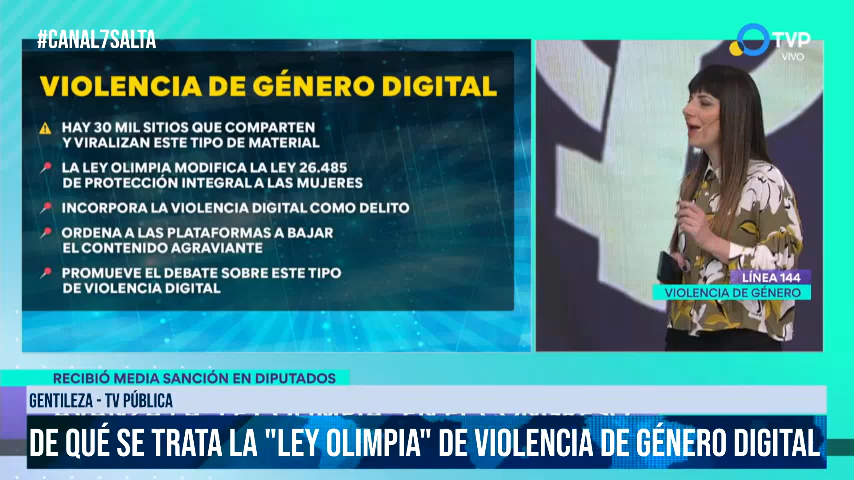 #CANAL7SALTA
TVP
VIVO
VIOLENCIA DE GÉNERO DIGITAL
HAY 30 MIL SITIOS QUE COMPARTEN
Y VIRALIZAN ESTE TIPO DE MATERIAL
LA LEY OLIMPIA MODIFICA LA LEY 26.485
DE PROTECCIÓN INTEGRAL A LAS MUJERES
INCORPORA LA VIOLENCIA DIGITAL COMO DELITO
ORDENA A LAS PLATAFORMAS A BAJAR
EL CONTENIDO AGRAVIANTE
PROMUEVE EL DEBATE SOBRE ESTE TIPO
DE VIOLENCIA DIGITAL
LÍNEA 144
VIOLENCIA DE GÉNERO
RECIBIÓ MEDIA SANCIÓN EN DIPUTADOS
GENTILEZA - TV PÚBLICA
DE QUÉ SE TRATA LA "LEY OLIMPIA" DE VIOLENCIA DE GÉNERO DIGITAL